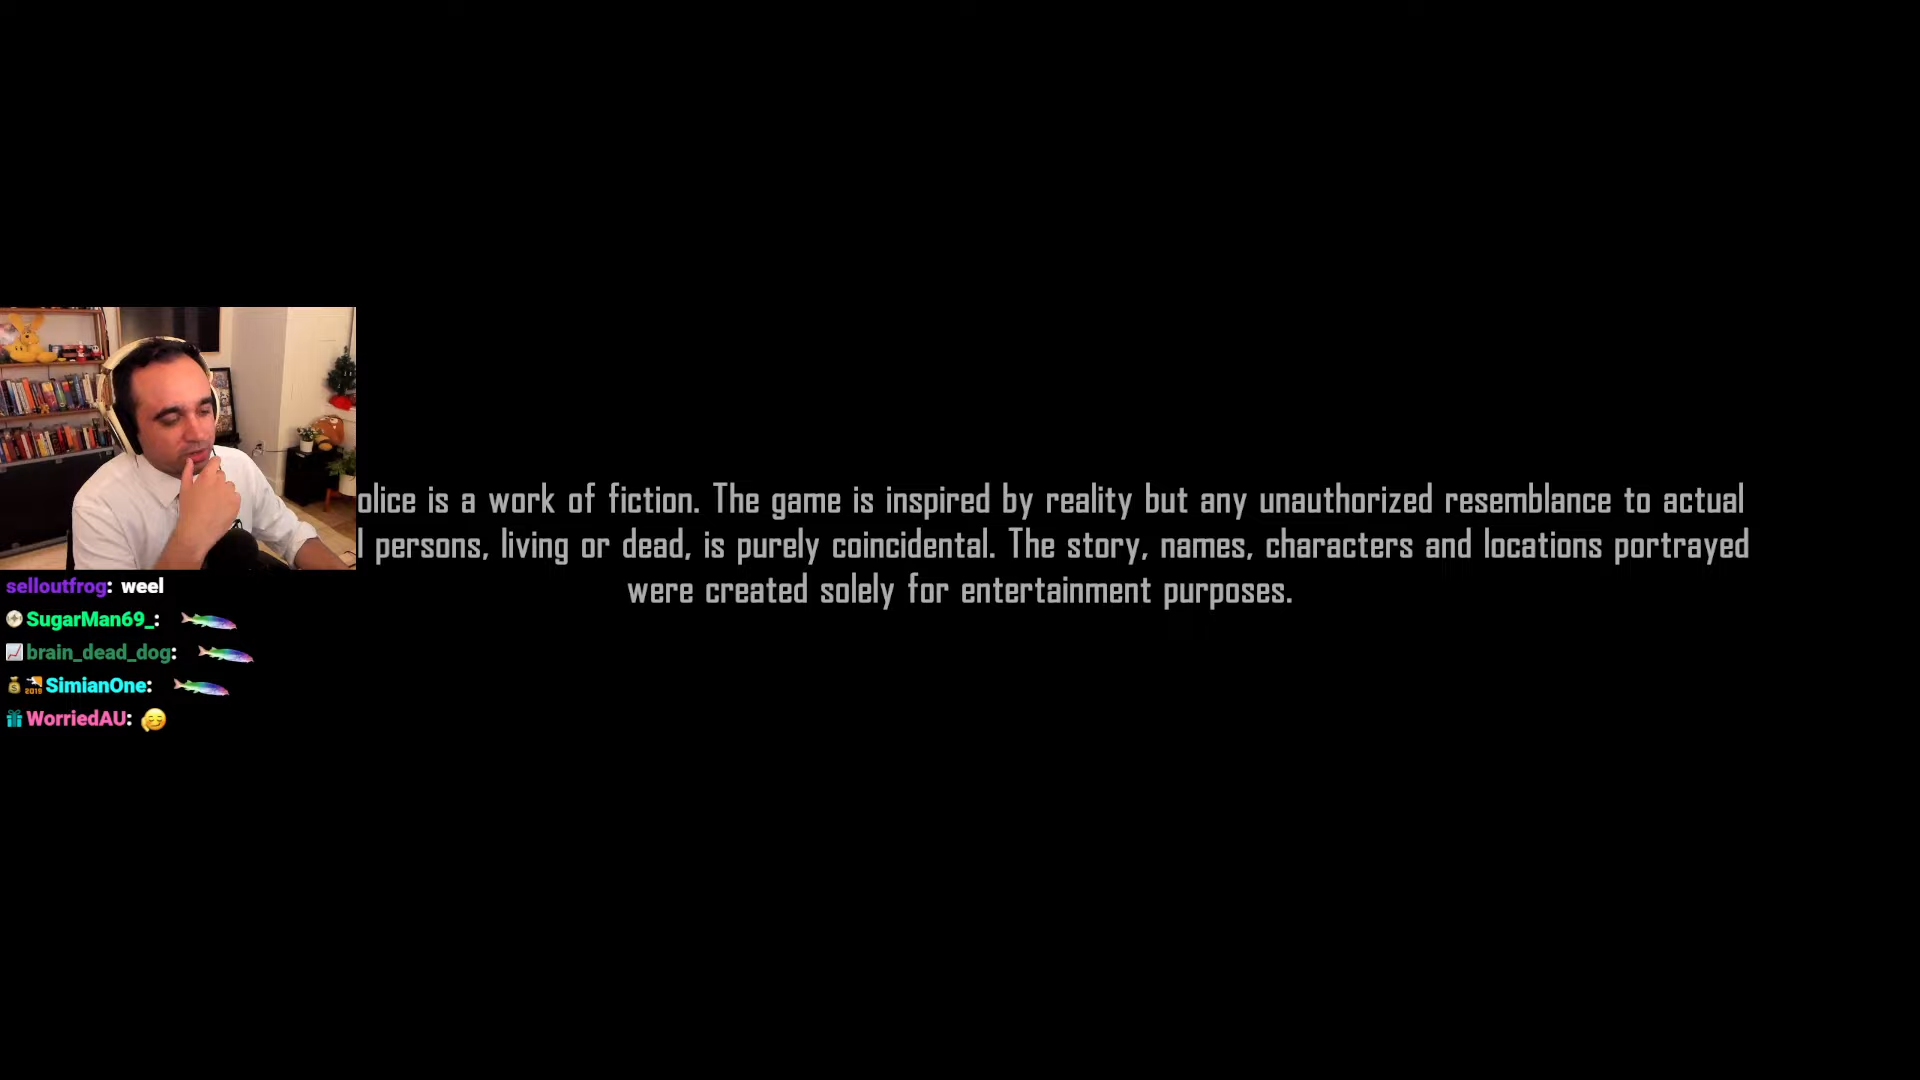 olice is a work of fiction. The game is inspired by reality but any unauthorized resemblance to actual
persons, living or dead, is purely coincidental. The story, names, characters and locations portrayed
were created solely for entertainment purposes.
selloutfrog: weel
SugarMan69_:
brain_dead_dog:
2019 SimianOne:
WorriedAU: